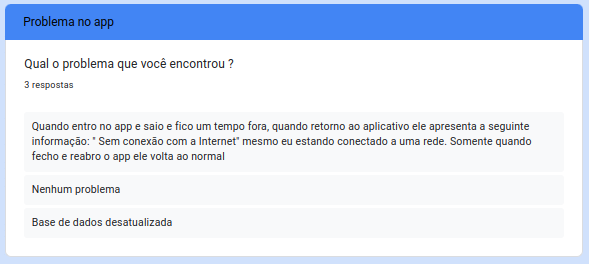 Problema no app
Qual o problema que você encontrou ?
3 respostas
Quando entro no app e saio e fico um tempo fora, quando retorno ao aplicativo ele apresenta a seguinte
informação: " Sem conexão com a Internet" mesmo eu estando conectado a uma rede. Somente quando
fecho e reabro o app ele volta ao normal
Nenhum problema
Base de dados desatualizada